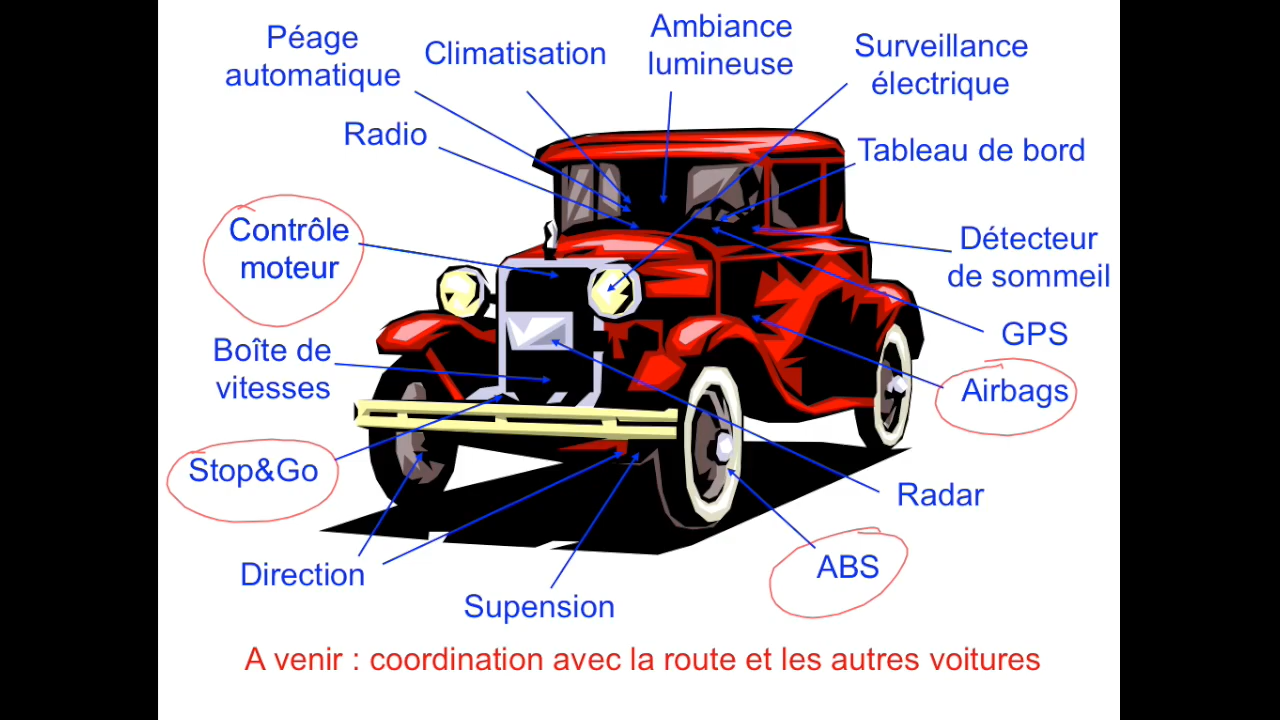 Péage
automatique
Climatisation
Ambiance
lumineuse
Surveillance
électrique
Radio
Tableau de bord
Contrôle
moteur
Détecteur
de sommeil
GPS
Boîte de
vitesses
Airbags
Stop&Go
Radar
ABS
Direction
Supension
A venir : coordination avec la route et les autres voitures